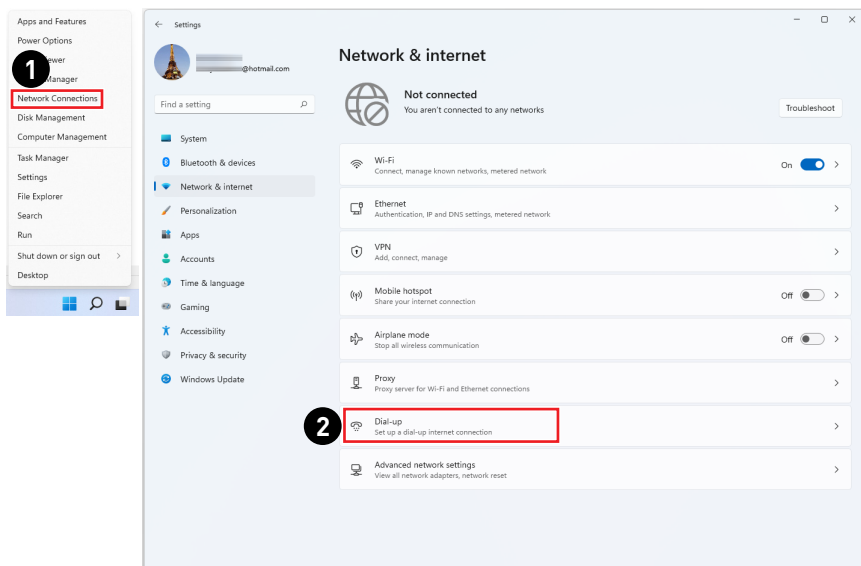 Apps and Features
Power Options
ewer
Manager
1
Network Connections
Disk Management
Computer Management
Task Manager
Settings
File Explorer
Search
Run
Shut down or sign out
Desktop
Settings
@hotmail.com
Find a setting
System
Bluetooth & devices
Network & internet
Personalization
Apps
Accounts
Time & language
Gaming
Accessibility
Privacy & security
Windows Update
Network & internet
Not connected
You aren't connected to any networks
Troubleshoot
Wi-Fi
Connect, manage known networks, metered network
On
Ethernet
Authentication, IP and DNS settings, metered network
VPN
Add, connect, manage
Mobile hotspot
Share your internet connection
Off
Airplane mode
Stop all wireless communication
Off
Proxy
Proxy server for Wi-Fi and Ethernet connections
2
Dial-up
Set up a dial-up internet connection
Advanced network settings
View all network adapters, network reset